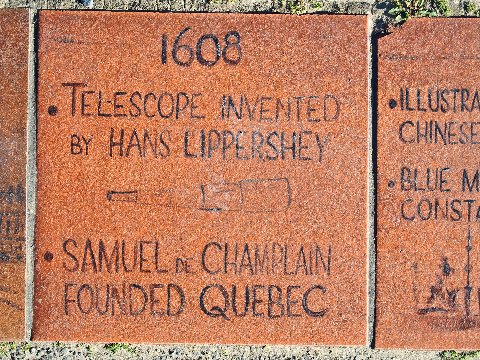 1608
• TELESCOPE INVENTED
BY HANS LIPPERSHEY
• SAMUEL DE CHAMPLAIN
FOUNDED QUEBEC
• ILLUSTRA
CHINESE
• BLUE M
CONSTA